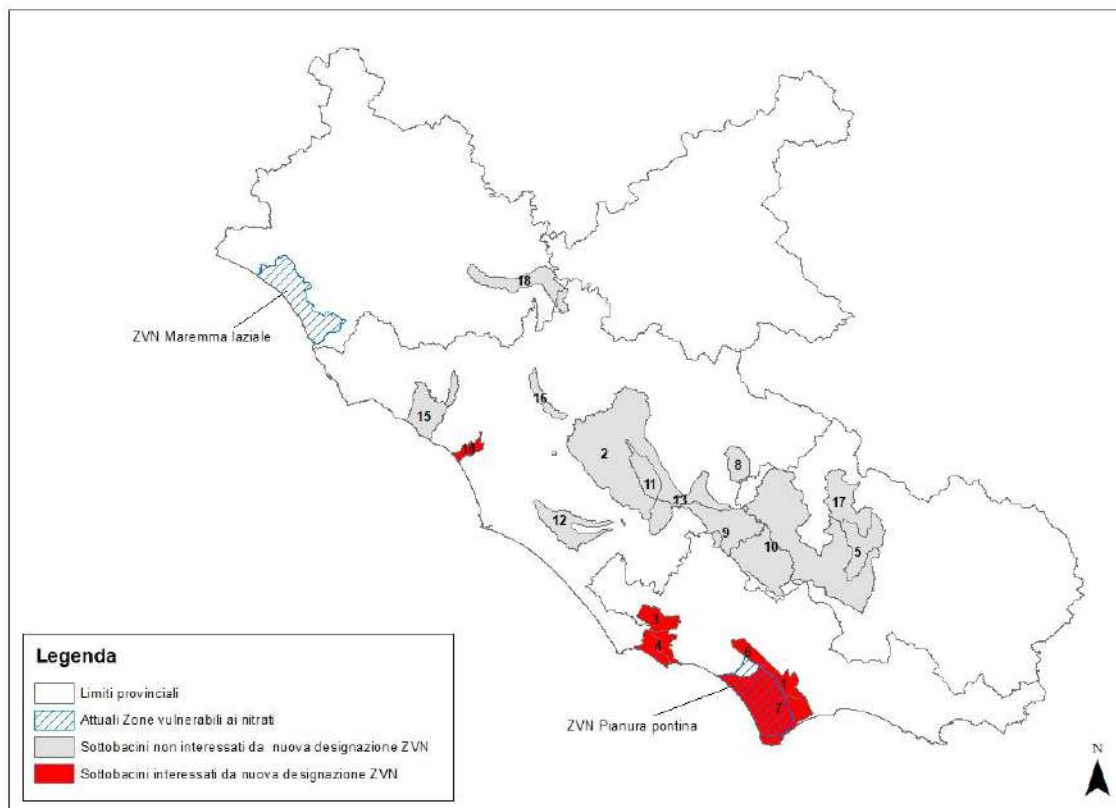 18
ZVN Maremma laziale
16
15
14
2
8
11
17
13
12
9
10
5
3
4
6
1
7
ZVN Pianura pontina
Legenda
Limiti provinciali
Attuali Zone vulnerabili ai nitrati
Sottobacini non interessati da nuova designazione ZVN
Sottobacini interessati da nuova designazione ZVN
N